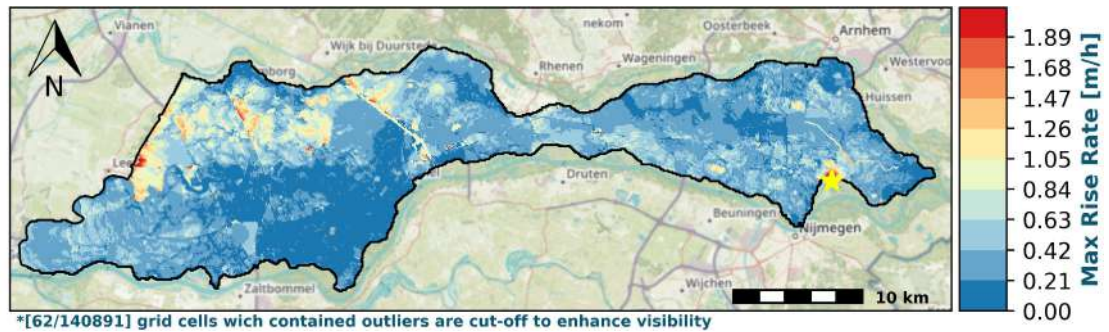 Vianen
nekom
Oosterbeek
Arnhem
Wijk bij Duurstede
Rhenen
Wageningen
Westervoo
N
Huissen
Lee
Druten
Beuningen
Nijmegen
Zaltbommel
Wijchen
10 km
*[62/140891] grid cells wich contained outliers are cut-off to enhance visibility
1.89
1.68
1.47
1.26
1.05
0.84
0.63
0.42
0.21
0.00
Max Rise Rate [m/h]